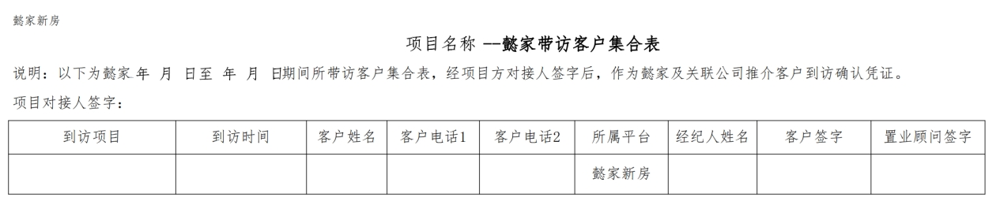 懿家新房
项目名称 --懿家带访客户集合表
说明：以下为懿家 年 月 日至 年 月 日期间所带访客户集合表，经项目方对接人签字后，作为懿家及关联公司推介客户到访确认凭证。
项目对接人签字：
到访项目 到访时间 客户姓名 客户电话1 客户电话2 所属平台 经纪人姓名 客户签字 置业顾问签字
懿家新房